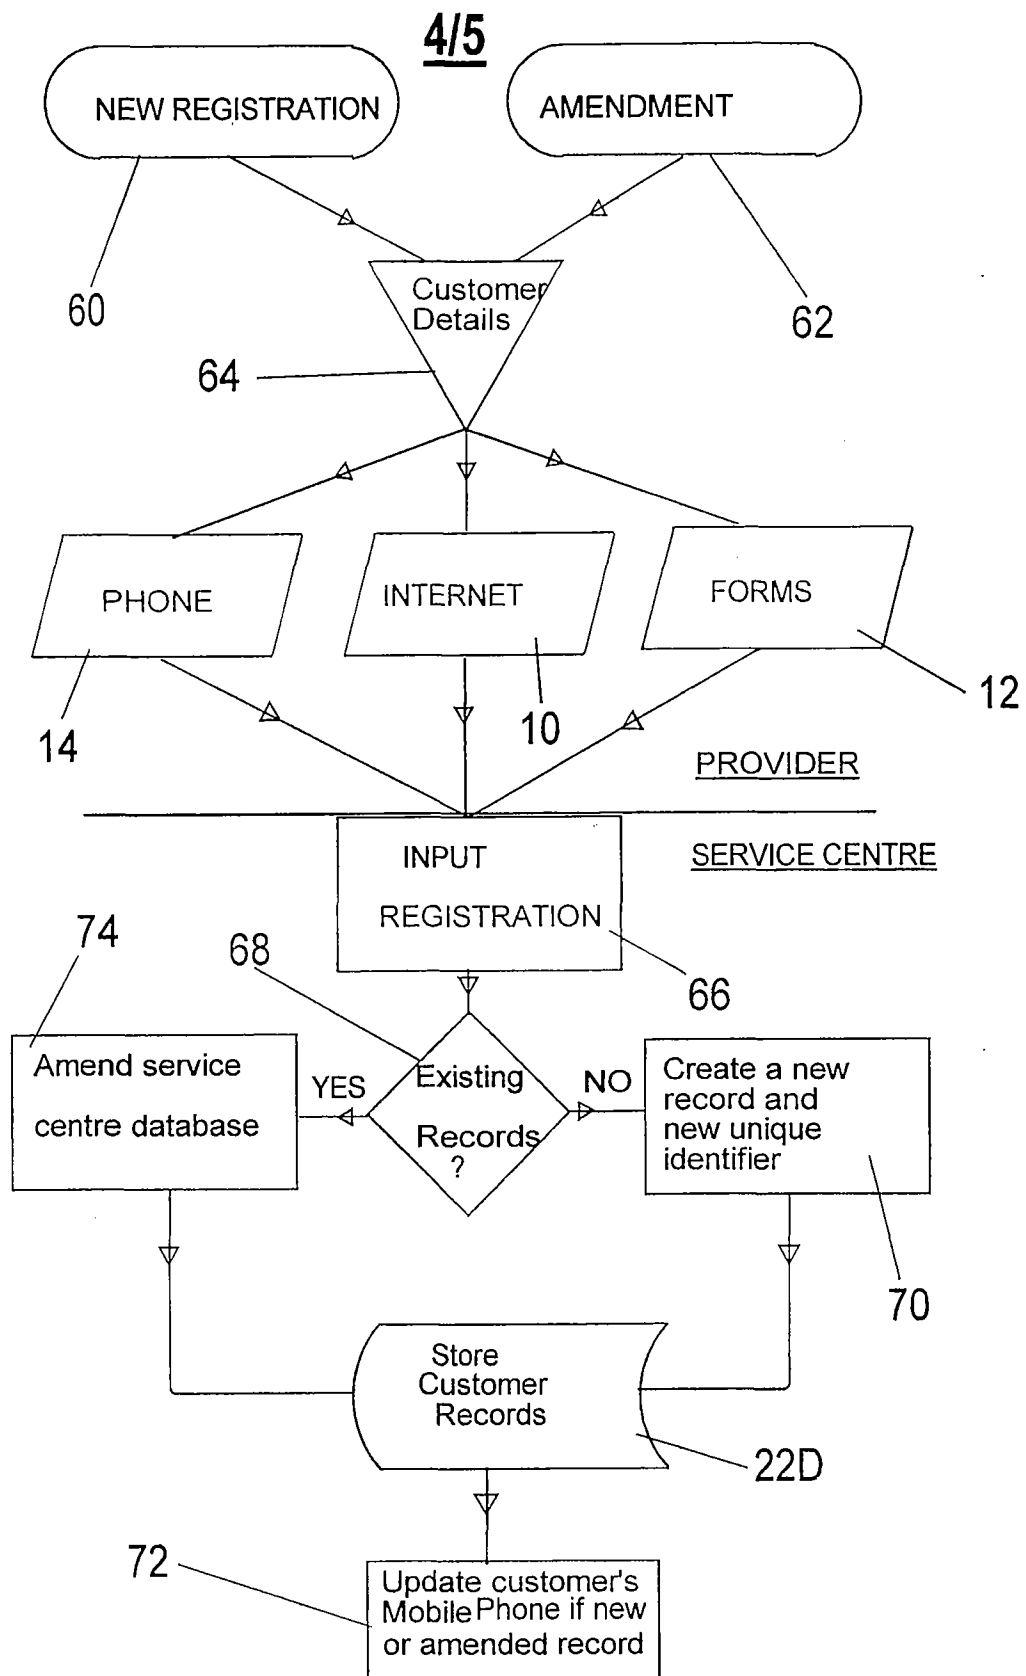 4/5
NEW REGISTRATION
AMENDMENT
60
62
Customer
Details
64
PHONE
INTERNET
FORMS
14
10
12
PROVIDER
SERVICE CENTRE
INPUT
REGISTRATION
66
74
68
Amend service
centre database
YES
Existing
Records
?
NO
Create a new
record and
new unique
identifier
70
Store
Customer
Records
22D
72
Update customer's
Mobile Phone if new
or amended record